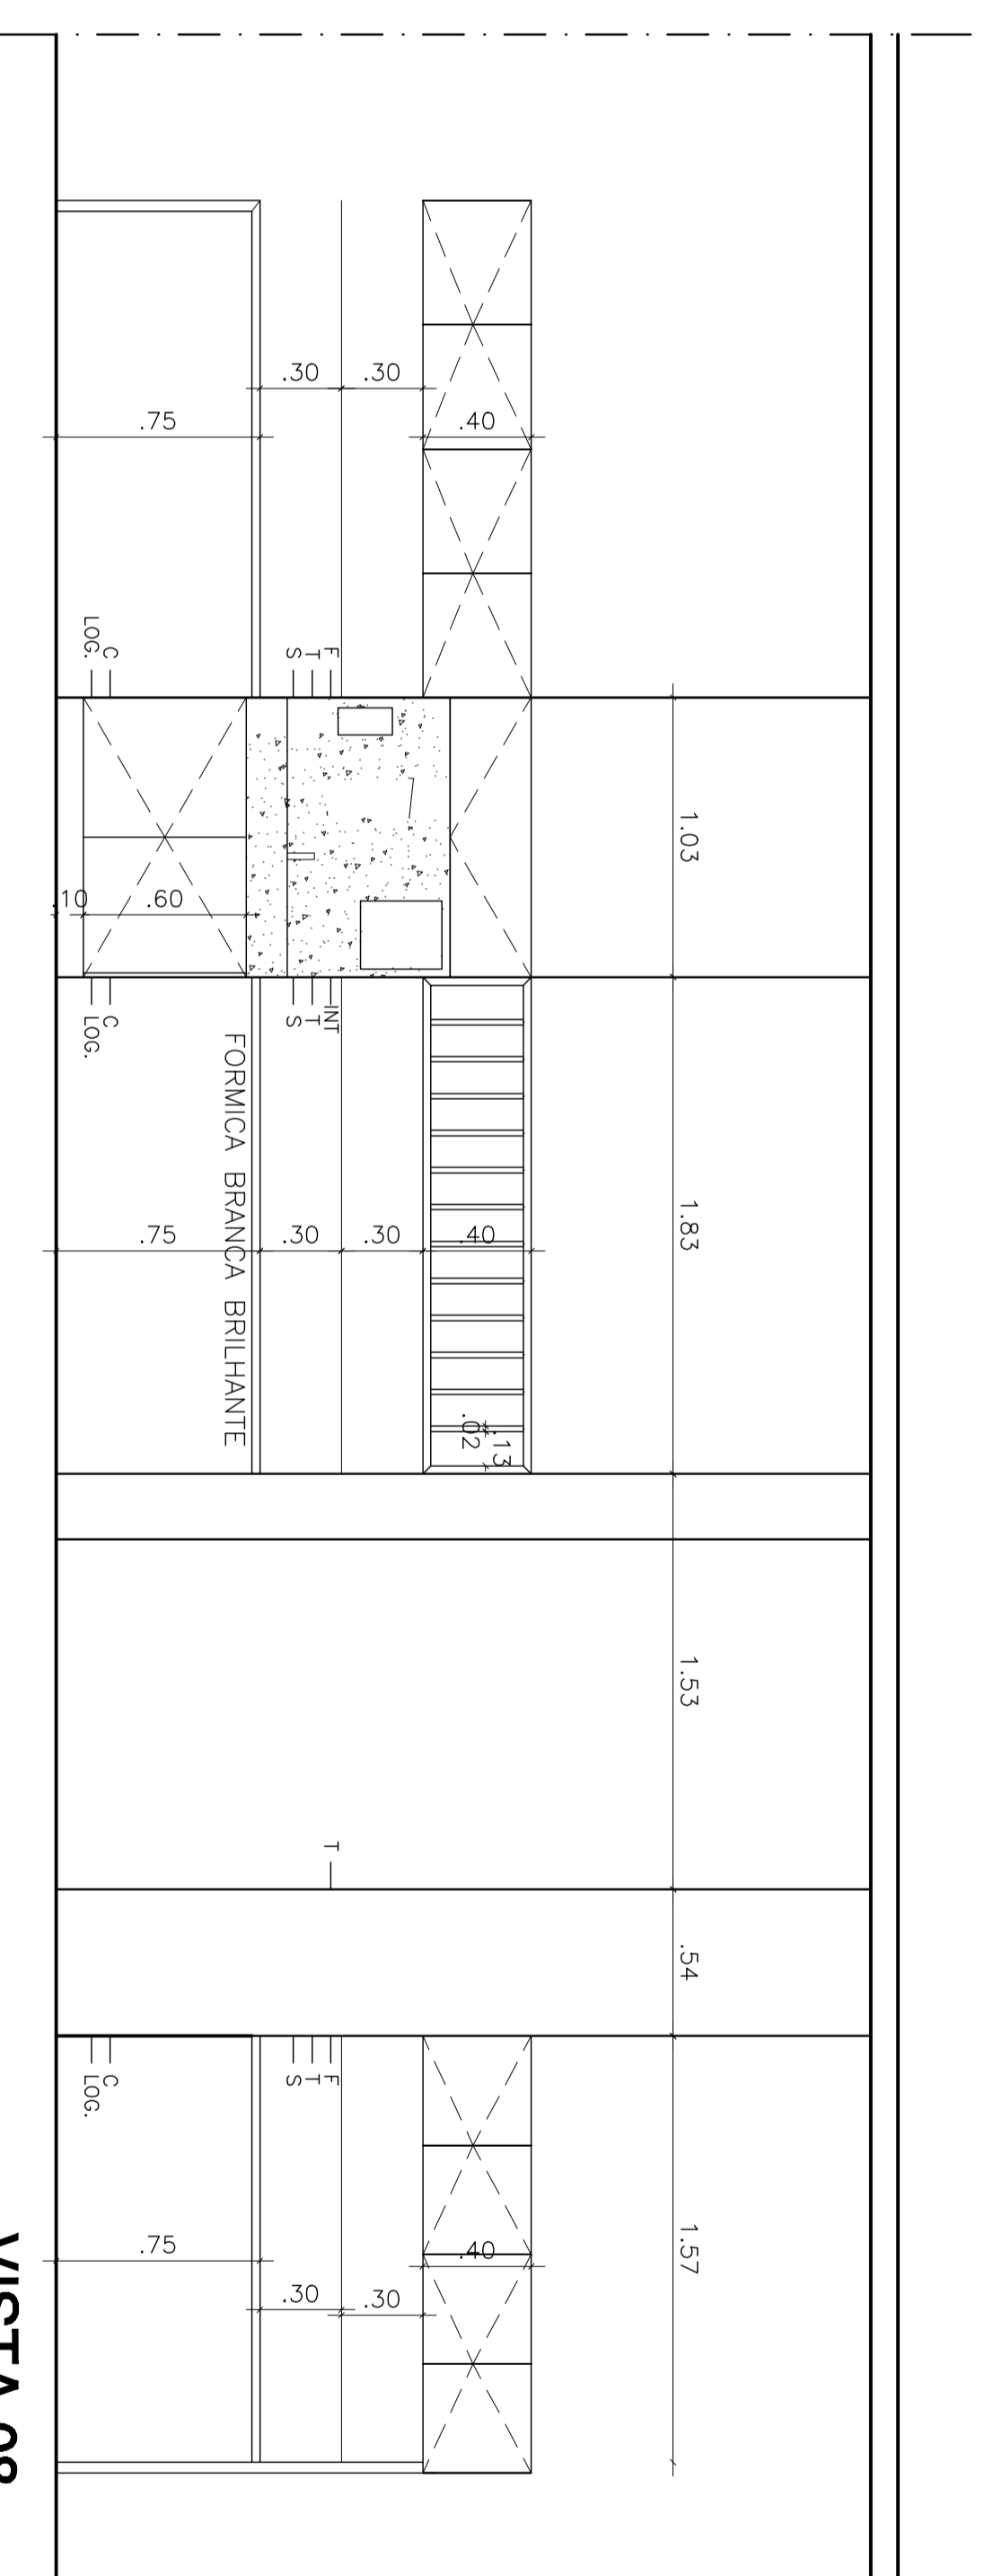 .30
.30
.75
.40
LOG.
C
S
T
F
1.03
.10
.60
LOG.
C
S
T
INT
FORMICA BRANCA BRILHANTE
.75
.30
.30
.40
1.83
.02
.13
1.53
T
.54
LOG.
C
S
T
F
.75
.40
.30
.30
1.57
VISTA 08